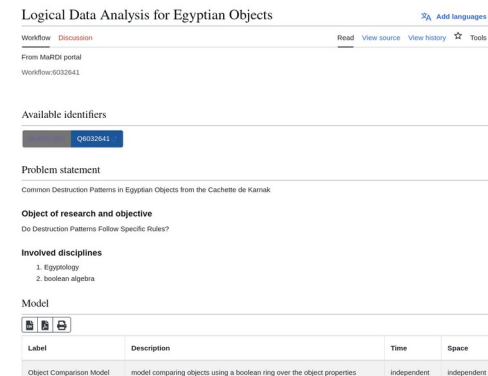 Logical Data Analysis for Egyptian Objects
Add languages
Workflow Discussion Read View source View history Tools
From MaRDI portal
Workflow:6032641
Available identifiers
Q6032641
Problem statement
Common Destruction Patterns in Egyptian Objects from the Cachette de Karnak
Object of research and objective
Do Destruction Patterns Follow Specific Rules?
Involved disciplines
1. Egyptology
2. boolean algebra
Model
Label Description Time Space
Object Comparison Model model comparing objects using a boolean ring over the object properties independent independent